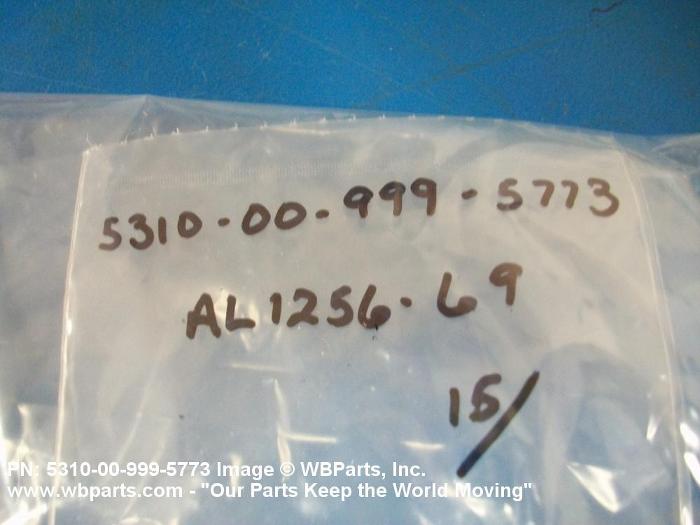 5310-00-999-5773
AL1256-69
15/
PN: 5310-00-999-5773 Image © WBParts, Inc.
www.wbparts.com - "Our Parts Keep the World Moving"